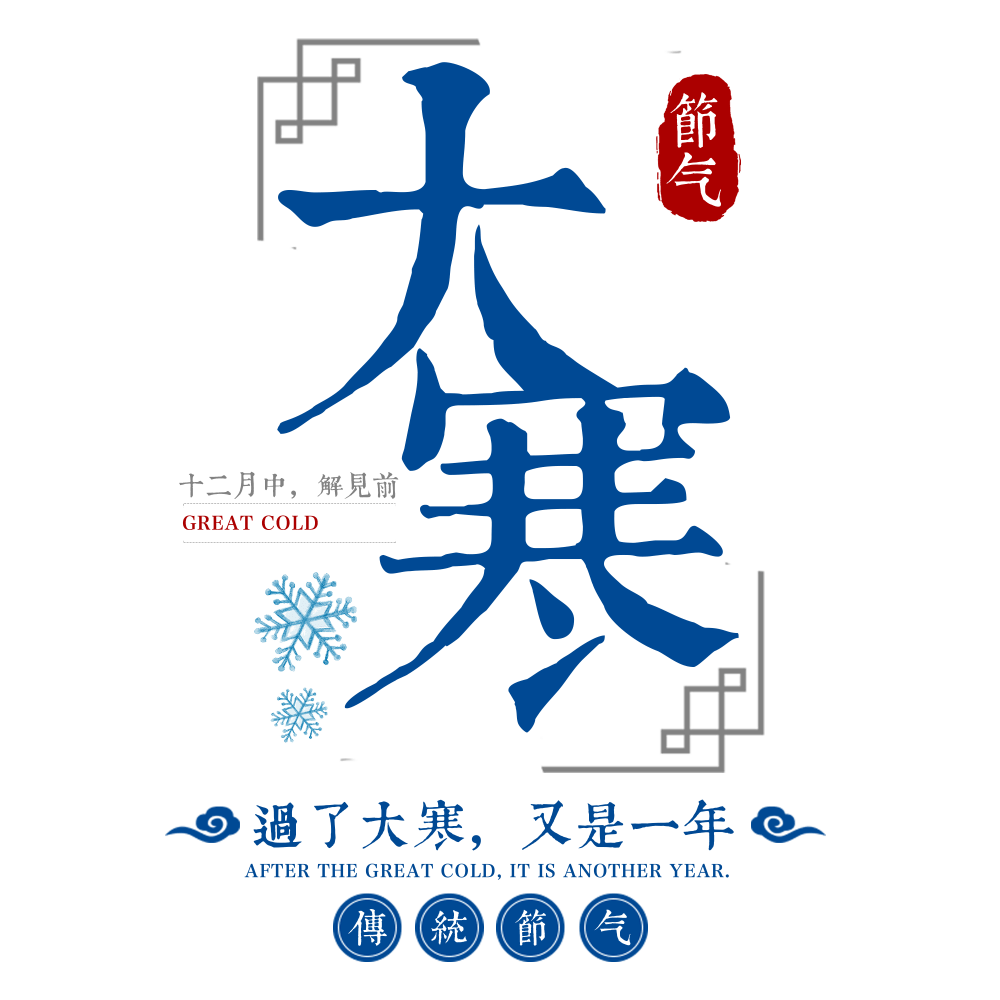 大寒
節气
十二月中，解見前
GREAT COLD
過了大寒，又是一年
AFTER THE GREAT COLD, IT IS ANOTHER YEAR.
傳統節气